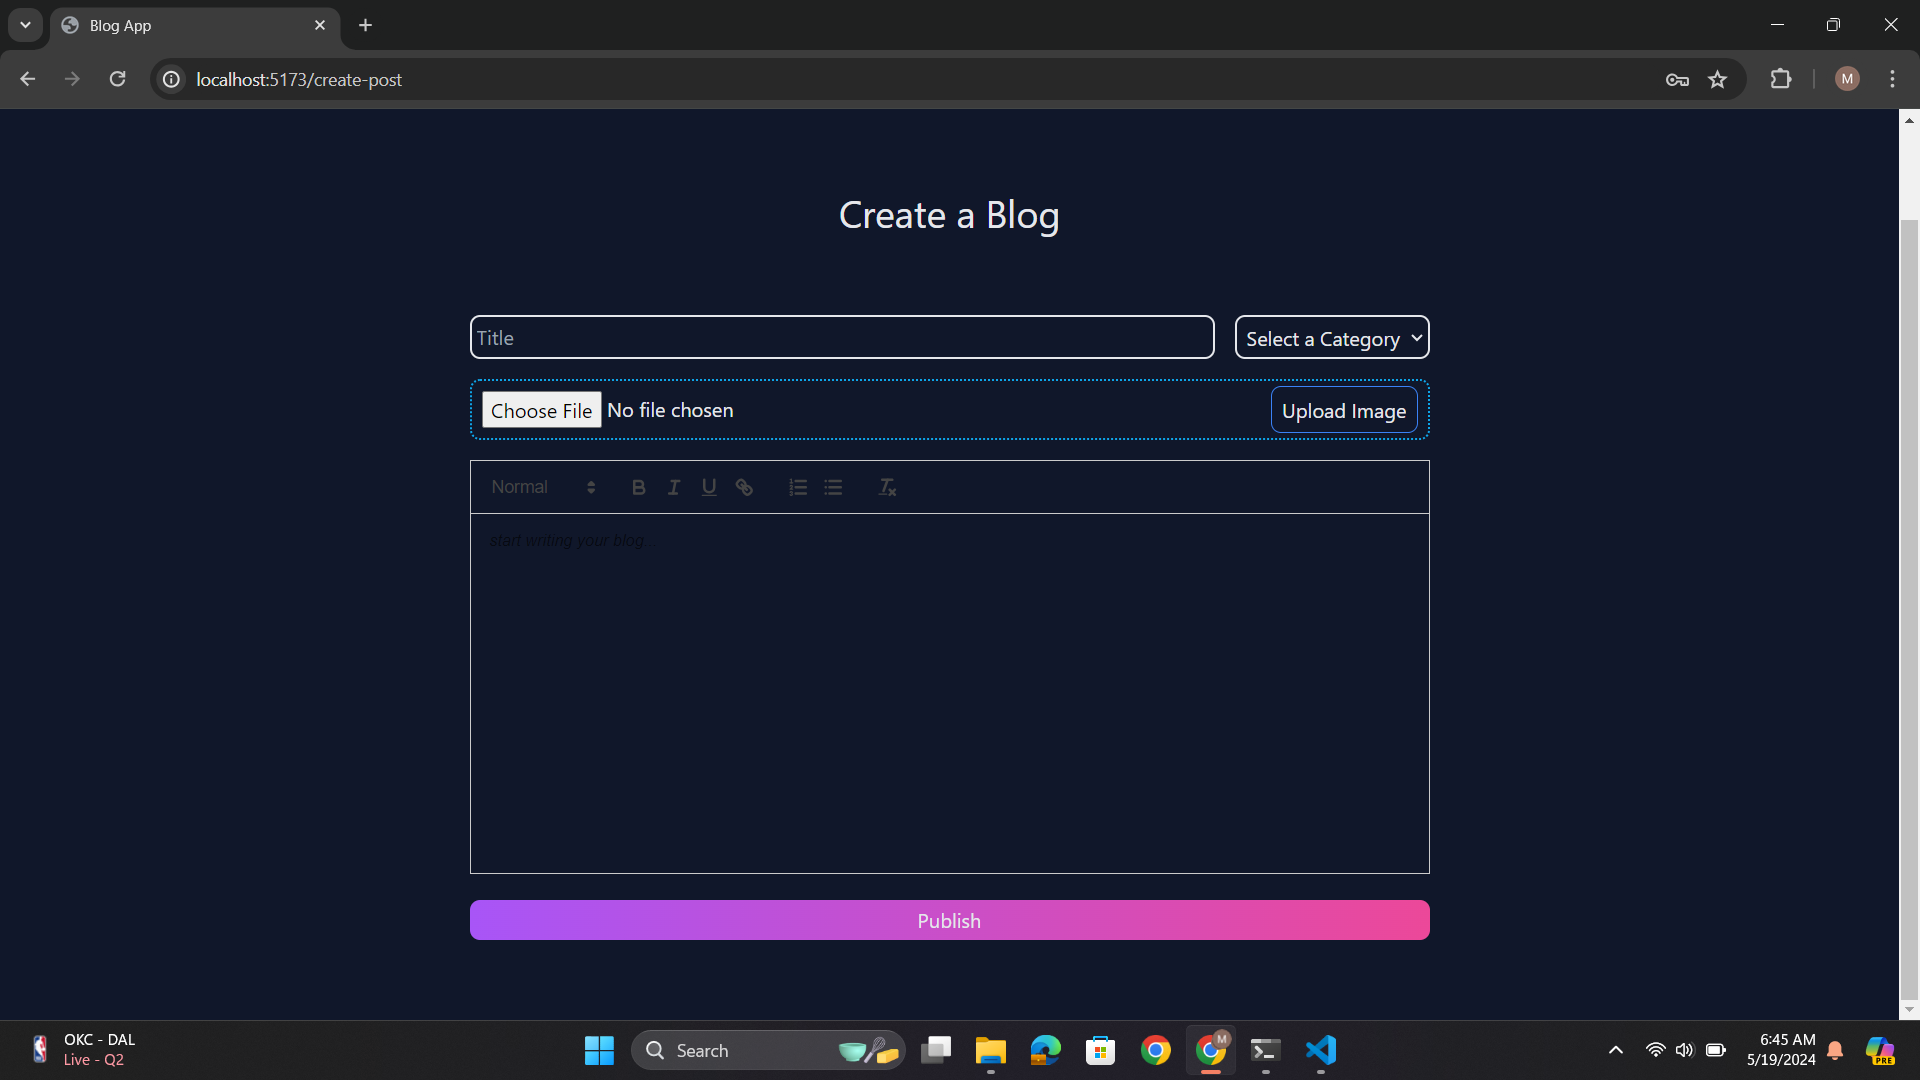 Blog App
localhost:5173/create-post
M
Create a Blog
Title
Select a Category
Choose File No file chosen
Upload Image
Normal
start writing your blog...
Publish
OKC - DAL
Live - Q2
Search
M
6:45 AM
5/19/2024
PRE